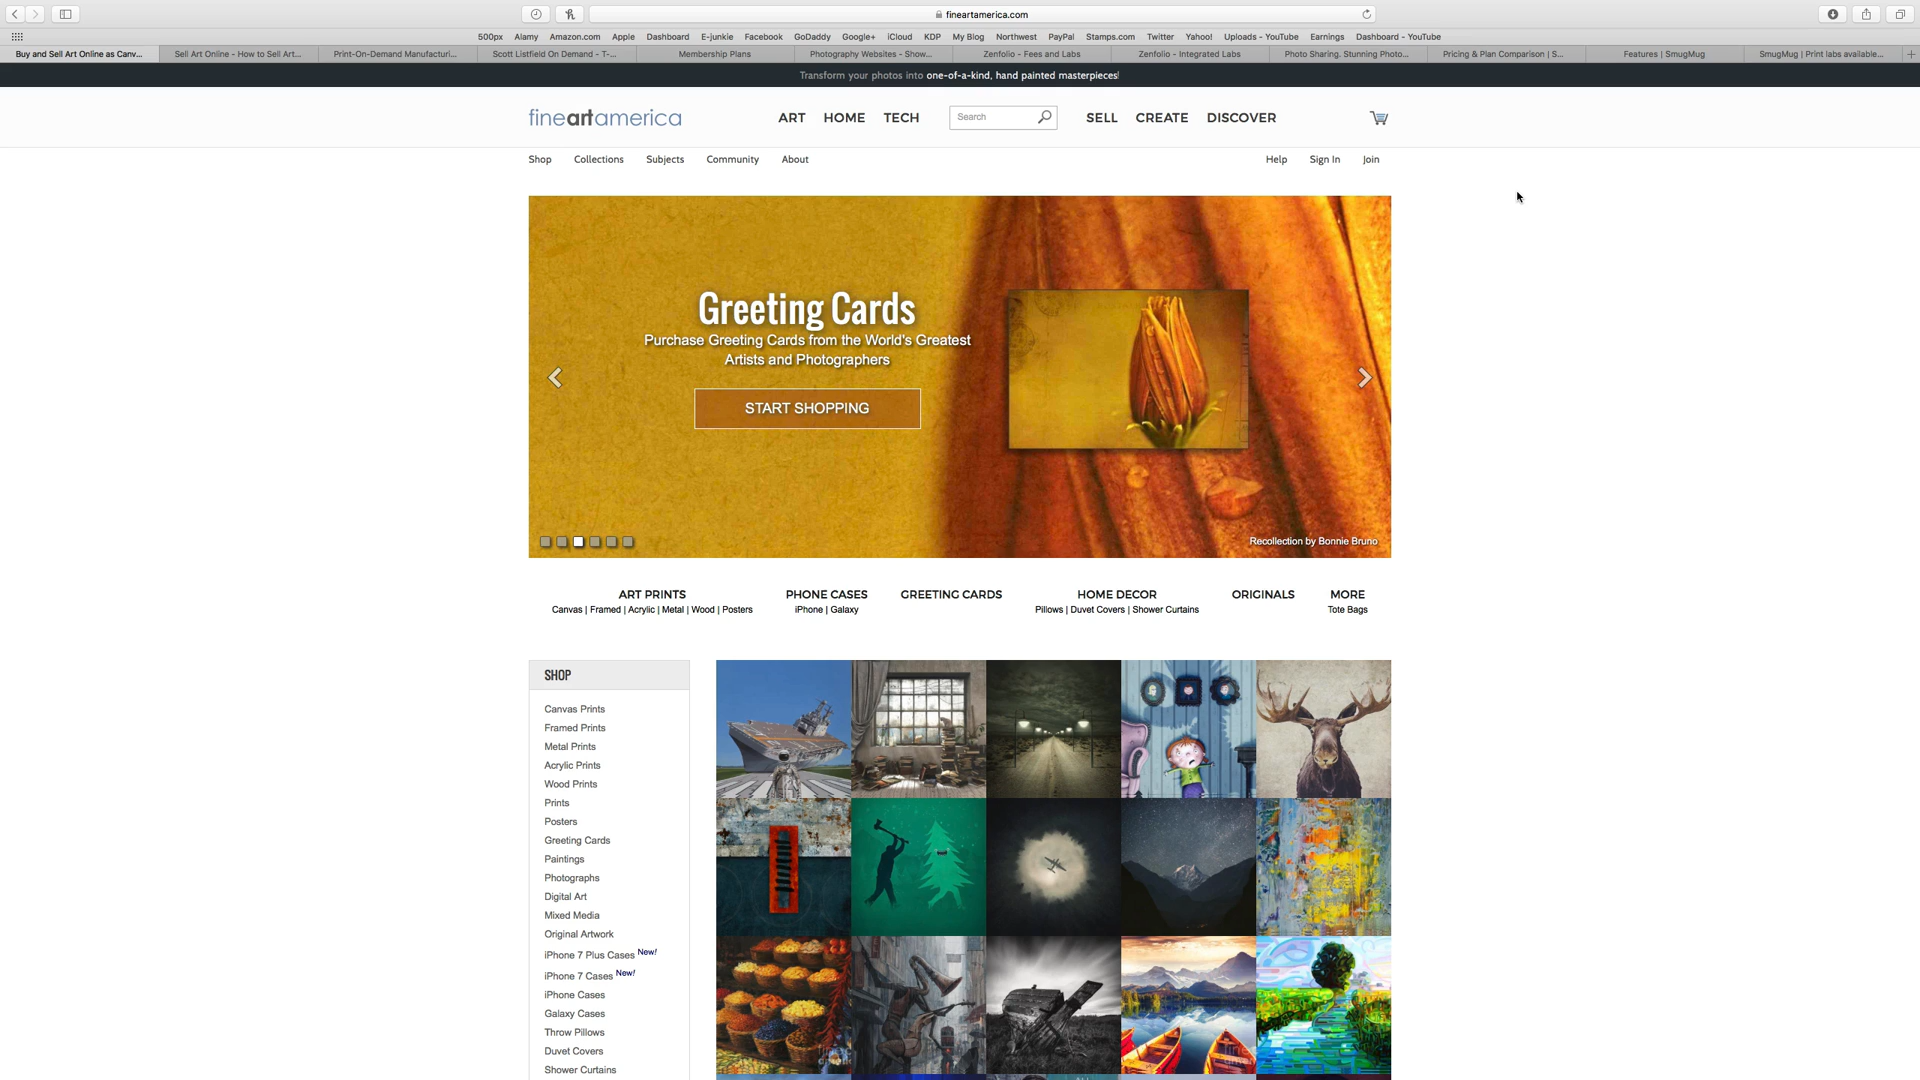 fineartamerica.com
500px Alamy Amazon.com Apple Dashboard E-junkie Facebook GoDaddy Google+ iCloud KDP My Blog Northwest PayPal Stamps.com Twitter Yahoo! Uploads - YouTube Earnings Dashboard - YouTube
Buy and Sell Art Online as Canv... Sell Art Online - How to Sell Art... Print-On-Demand Manufacturi... Scott Listfield On Demand - T-... Membership Plans Photography Websites - Show... Zenfolio - Fees and Labs Zenfolio - Integrated Labs Photo Sharing. Stunning Photo... Pricing & Plan Comparison | S... Features | SmugMug SmugMug | Print labs available...
Transform your photos into one-of-a-kind, hand painted masterpieces!
fineartamerica ART HOME TECH Search SELL CREATE DISCOVER
Shop Collections Subjects Community About Help Sign In Join
Greeting Cards
Purchase Greeting Cards from the World's Greatest
Artists and Photographers
START SHOPPING
Recollection by Bonnie Bruno
ART PRINTS PHONE CASES GREETING CARDS HOME DECOR ORIGINALS MORE
Canvas | Framed | Acrylic | Metal | Wood | Posters iPhone | Galaxy Pillows | Duvet Covers | Shower Curtains Tote Bags
SHOP
Canvas Prints
Framed Prints
Metal Prints
Acrylic Prints
Wood Prints
Prints
Posters
Greeting Cards
Paintings
Photographs
Digital Art
Mixed Media
Original Artwork
iPhone 7 Plus Cases New!
iPhone 7 Cases New!
iPhone Cases
Galaxy Cases
Throw Pillows
Duvet Covers
Shower Curtains